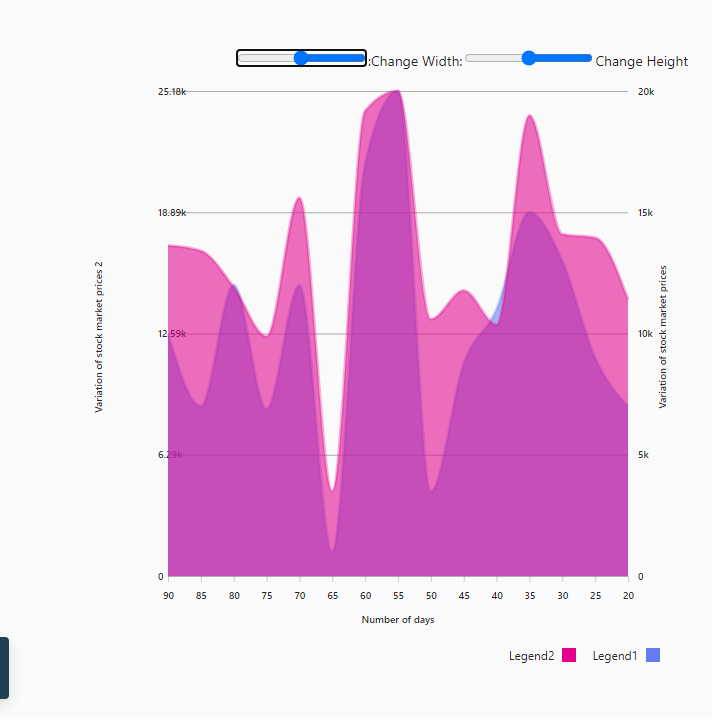 :Change Width: Change Height
25.18k 20k
18.89k 15k
12.59k 10k
6.29k 5k
0 0
Variation of stock market prices 2
Variation of stock market prices
90 85 80 75 70 65 60 55 50 45 40 35 30 25 20
Number of days
Legend2 Legend1